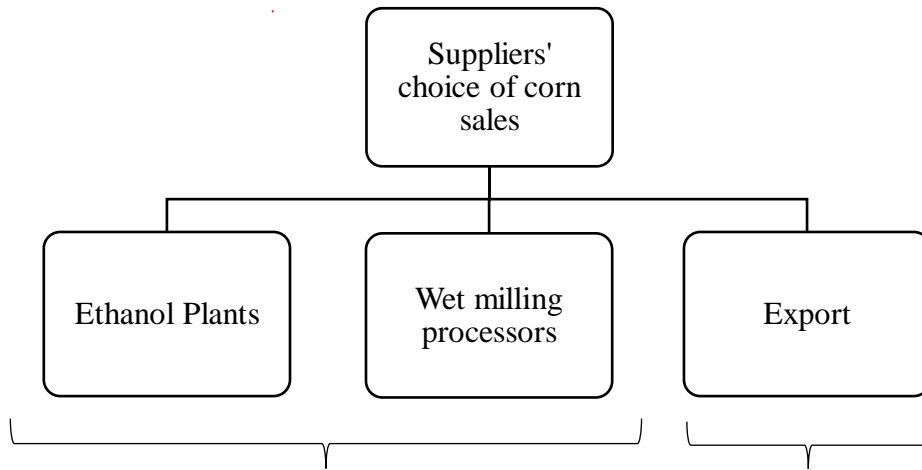 Suppliers'
choice of corn
sales
Ethanol Plants
Wet milling
processors
Export